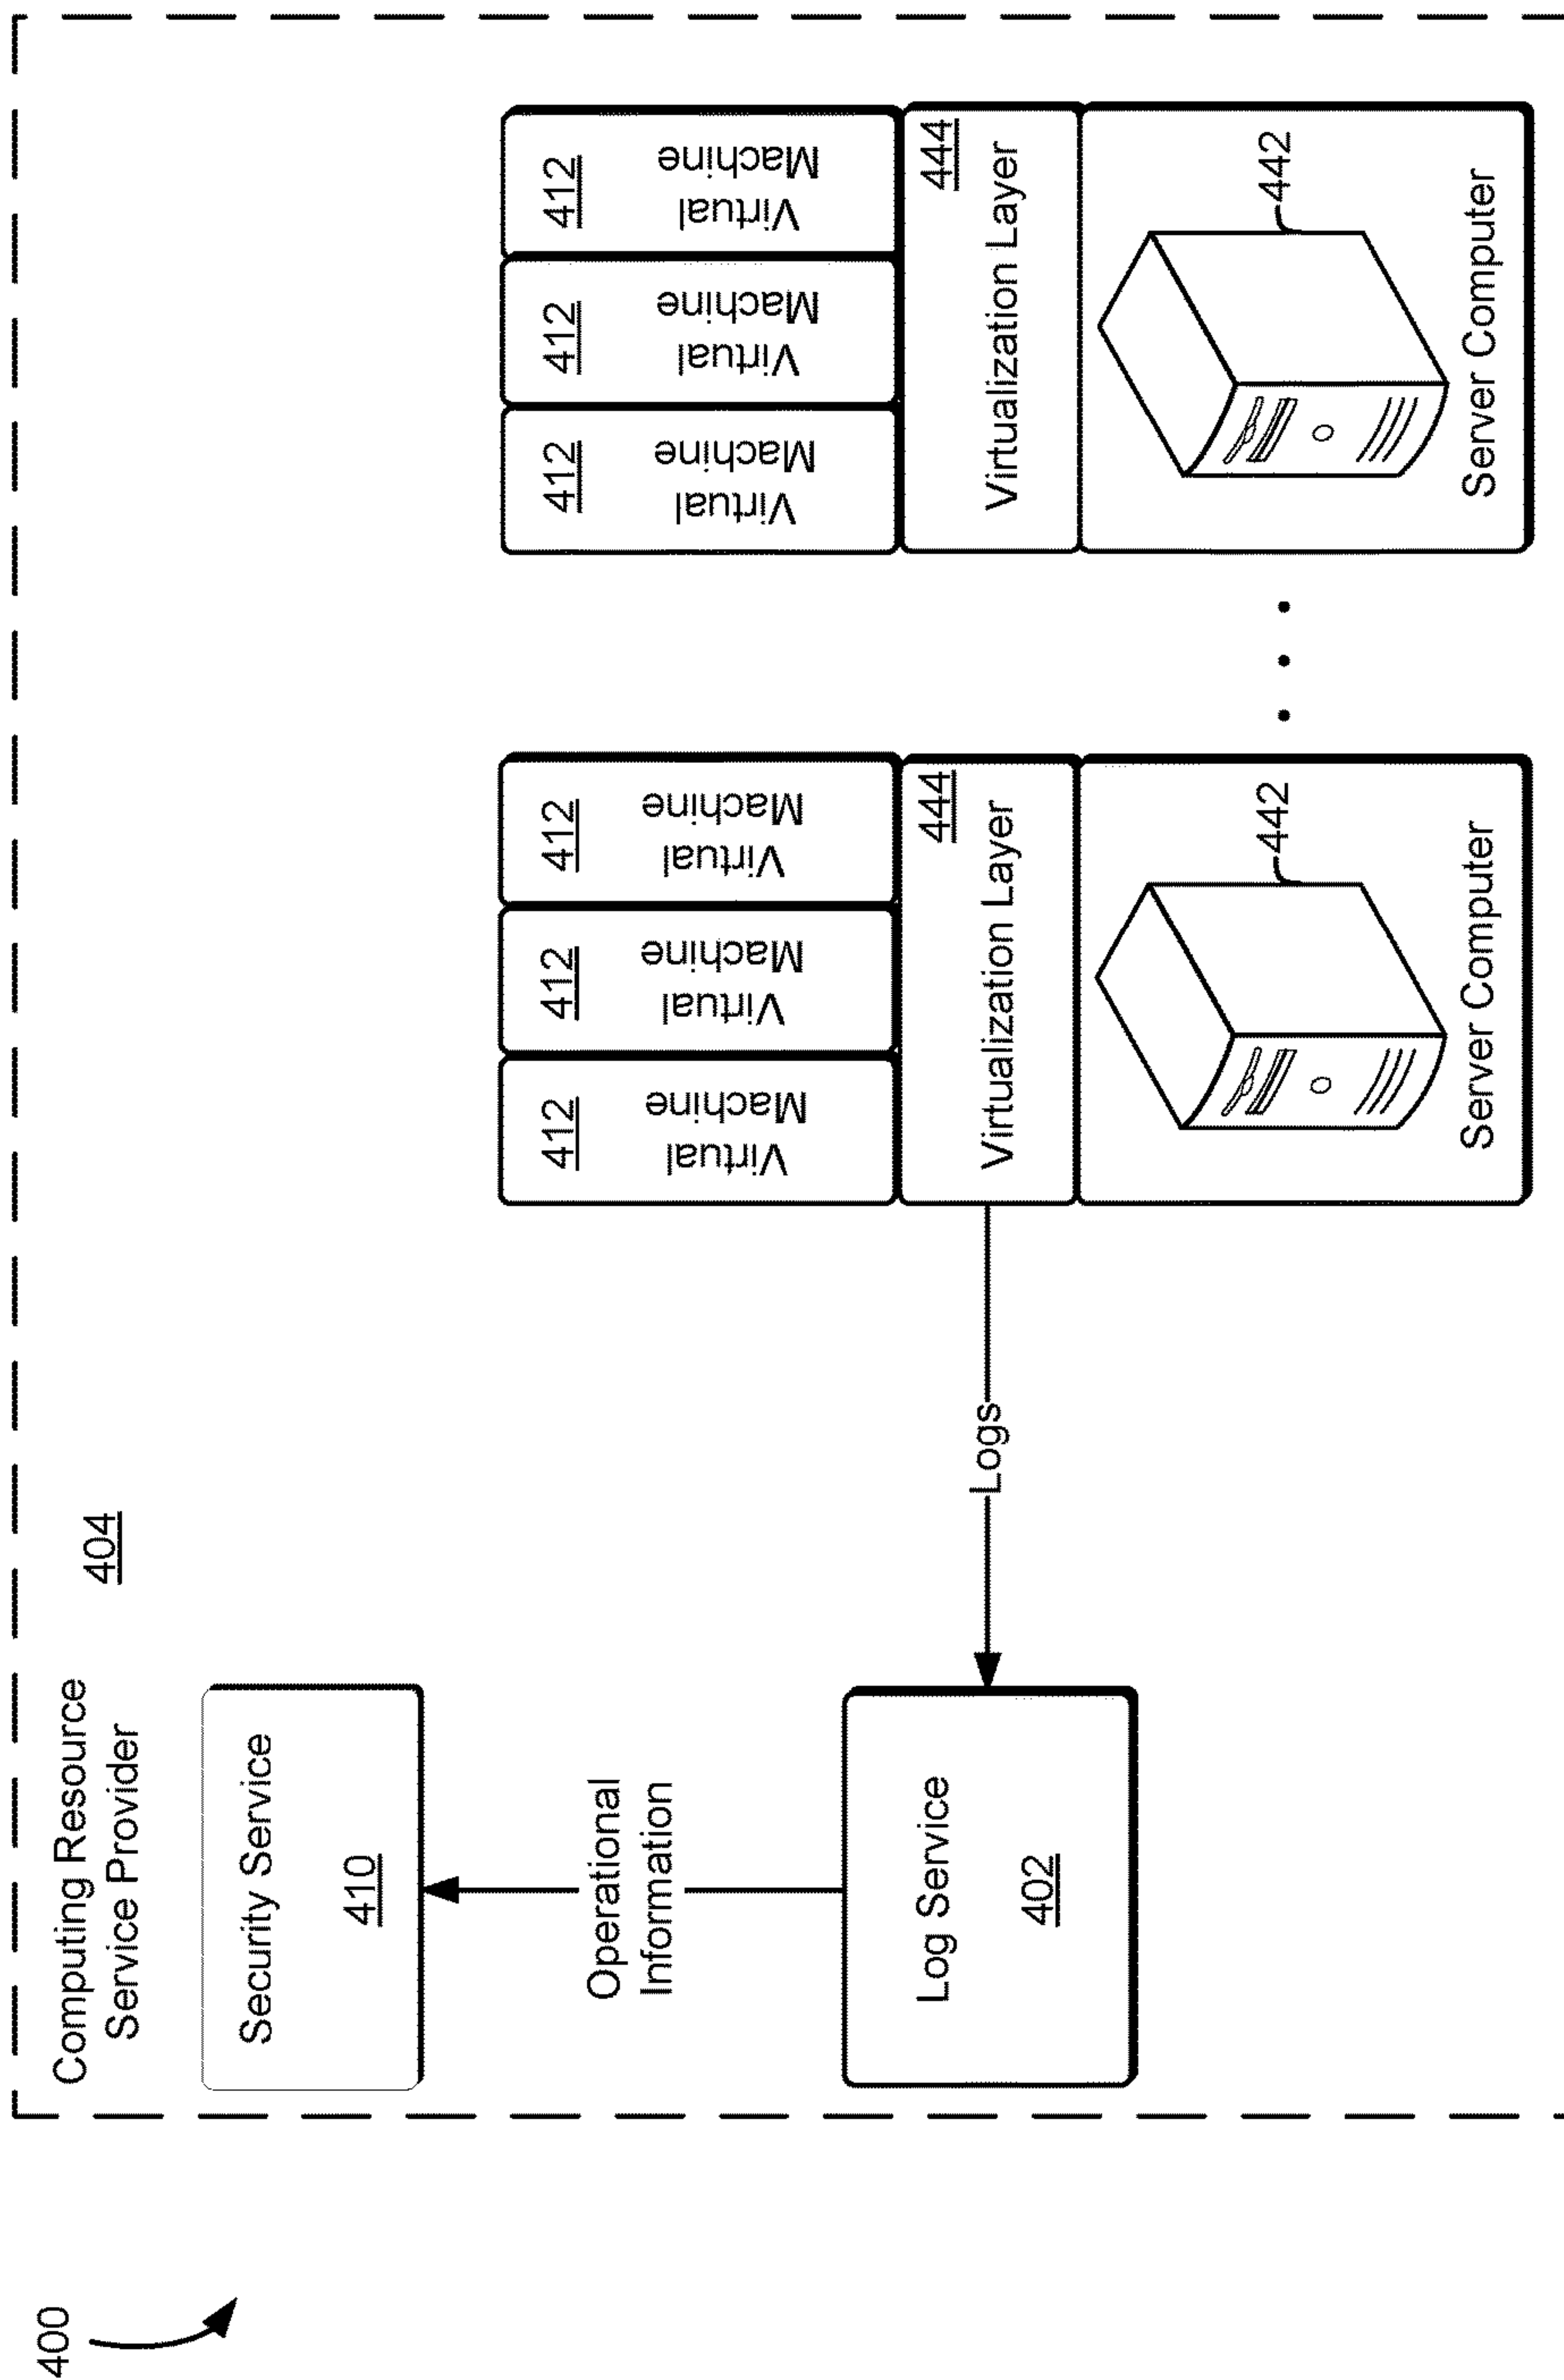 400
Computing Resource
Service Provider
404
Security Service
410
Operational
Information
Log Service
402
Logs
412
Virtual
Machine
412
Virtual
Machine
412
Virtual
Machine
444
Virtualization Layer
442
Server Computer
412
Virtual
Machine
412
Virtual
Machine
412
Virtual
Machine
444
Virtualization Layer
442
Server Computer